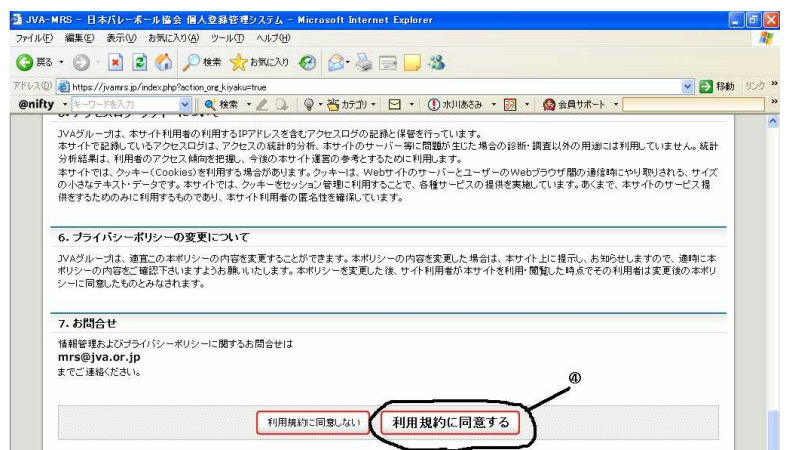 JVA-MRS - 日本バレーボール協会 個人登録管理システム - Microsoft Internet Explorer
ファイル(F) 編集(E) 表示(V) お気に入り(A) ツール(T) ヘルプ(H)
戻る 検索 お気に入り
アドレス(D) https://jvamrs.jp/index.php?action_org_kiyaku=true 移動 リンク »
@nifty キーワードを入力 検索 カテゴリ 水川あさみ 会員サポート »
JVAグループは、本サイト利用者の利用するIPアドレスを含むアクセスログの記録と保管を行っています。
本サイトで記録しているアクセスログは、アクセスの統計的分析、本サイトのサーバー等に問題が生じた場合の診断・調査以外の用途には利用していません。統計
分析結果は、利用者のアクセス傾向を把握し、今後の本サイト運営の参考とするために利用します。
本サイトでは、クッキー(Cookies)を利用する場合があります。クッキーは、WebサイトのサーバーとユーザーのWebブラウザ間の通信時にやり取りされる、サイズ
の小さなテキスト・データです。本サイトでは、クッキーをセッション管理に利用することで、各種サービスの提供を実施しています。あくまで、本サイトのサービス提
供をするためのみに利用するものであり、本サイト利用者の匿名性を確保しています。
6. プライバシーポリシーの変更について
JVAグループは、適宜この本ポリシーの内容を変更することができます。本ポリシーの内容を変更した場合は、本サイト上に提示し、お知らせしますので、適時に本
ポリシーの内容をご確認下さいますようお願いいたします。本ポリシーを変更した後、サイト利用者が本サイトを利用・閲覧した時点でその利用者は変更後の本ポリ
シーに同意したものとみなされます。
7. お問合せ
情報管理およびプライバシーポリシーに関するお問合せは
mrs@jva.or.jp
までご連絡ください。
④
利用規約に同意しない 利用規約に同意する